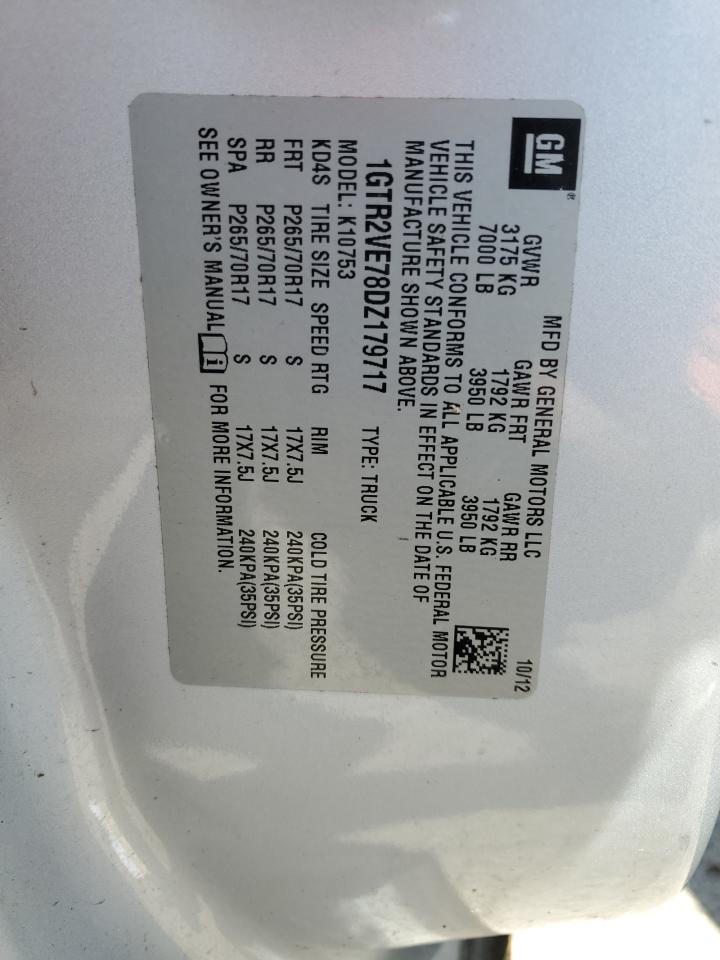 GM®
MFD BY GENERAL MOTORS LLC 10/12
GVWR GAWR FRT GAWR RR
3175 KG 1792 KG 1792 KG
7000 LB 3950 LB 3950 LB
THIS VEHICLE CONFORMS TO ALL APPLICABLE U.S. FEDERAL MOTOR
VEHICLE SAFETY STANDARDS IN EFFECT ON THE DATE OF
MANUFACTURE SHOWN ABOVE.
1GTR2VE78DZ179717 TYPE: TRUCK
MODEL: K10753
KD4S TIRE SIZE SPEED RTG RIM COLD TIRE PRESSURE
FRT P265/70R17 S 17X7.5J 240KPA(35PSI)
RR P265/70R17 S 17X7.5J 240KPA(35PSI)
SPA P265/70R17 S 17X7.5J 240KPA(35PSI)
SEE OWNER'S MANUAL i FOR MORE INFORMATION.